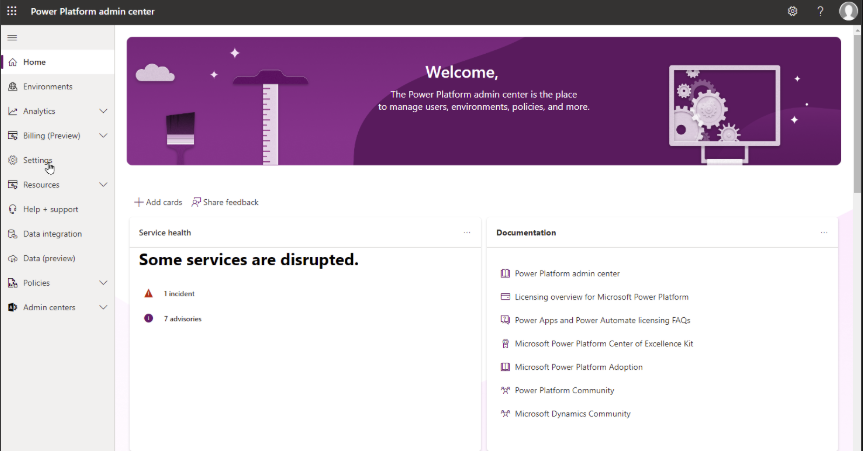 Power Platform admin center
?
Home
Environments
Analytics
Billing (Preview)
Settings
Resources
Help + support
Data integration
Data (preview)
Policies
Admin centers
Welcome,
The Power Platform admin center is the place
to manage users, environments, policies, and more.
Add cards
Share feedback
Service health
...
Some services are disrupted.
1 incident
7 advisories
Documentation
...
Power Platform admin center
Licensing overview for Microsoft Power Platform
Power Apps and Power Automate licensing FAQs
Microsoft Power Platform Center of Excellence Kit
Microsoft Power Platform Adoption
Power Platform Community
Microsoft Dynamics Community